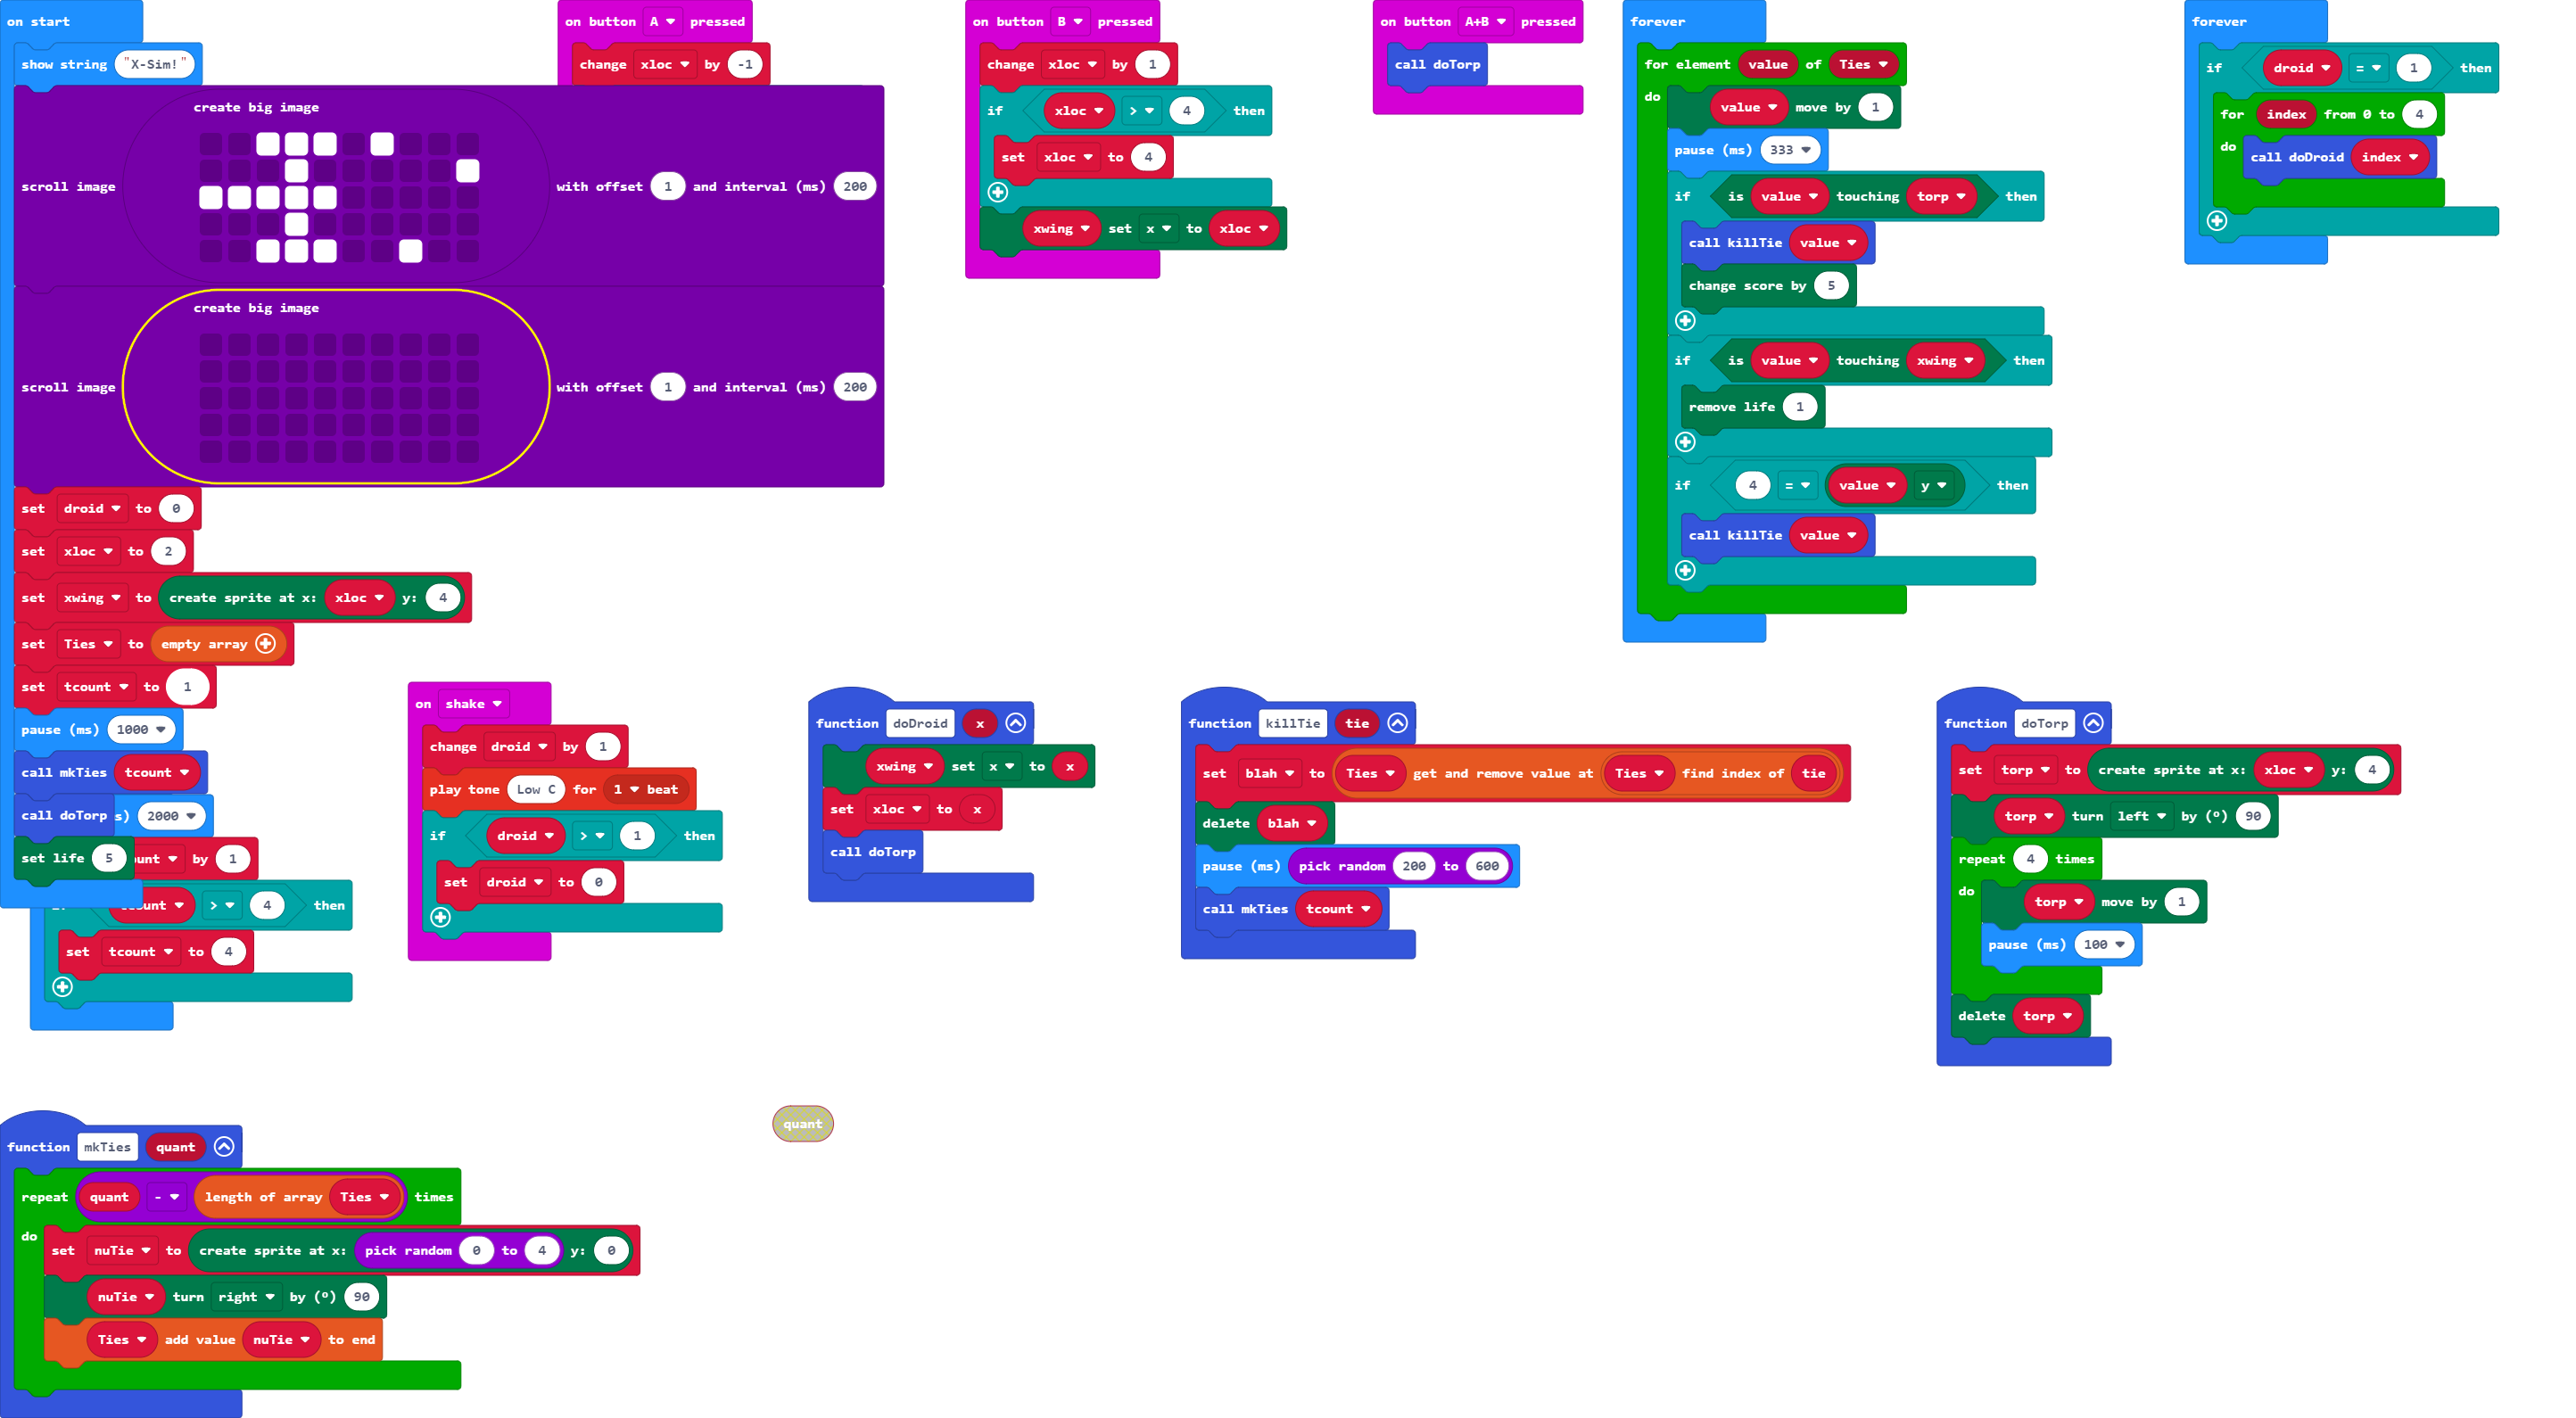 on start
show string "X-Sim!"
create big image
scroll image with offset 1 and interval (ms) 200
create big image
scroll image with offset 1 and interval (ms) 200
set droid to 0
set xloc to 2
set xwing to create sprite at x: xloc y: 4
set Ties to empty array
set tcount to 1
pause (ms) 1000
call mkTies tcount
call doTorp
s) 2000
set life 5
unt by 1
> 4 then
set tcount to 4
on button A pressed
change xloc by -1
on button B pressed
change xloc by 1
if xloc > 4 then
set xloc to 4
xwing set x to xloc
on button A+B pressed
call doTorp
forever
for element value of Ties
do
value move by 1
pause (ms) 333
if is value touching torp then
call killTie value
change score by 5
if is value touching xwing then
remove life 1
if 4 = value y then
call killTie value
forever
if droid = 1 then
for index from 0 to 4
do call doDroid index
on shake
change droid by 1
play tone Low C for 1 beat
if droid > 1 then
set droid to 0
function doDroid x
xwing set x to x
set xloc to x
call doTorp
function killTie tie
set blah to Ties get and remove value at Ties find index of tie
delete blah
pause (ms) pick random 200 to 600
call mkTies tcount
function doTorp
set torp to create sprite at x: xloc y: 4
torp turn left by (º) 90
repeat 4 times
do
torp move by 1
pause (ms) 100
delete torp
quant
function mkTies quant
repeat quant - length of array Ties times
do
set nuTie to create sprite at x: pick random 0 to 4 y: 0
nuTie turn right by (º) 90
Ties add value nuTie to end